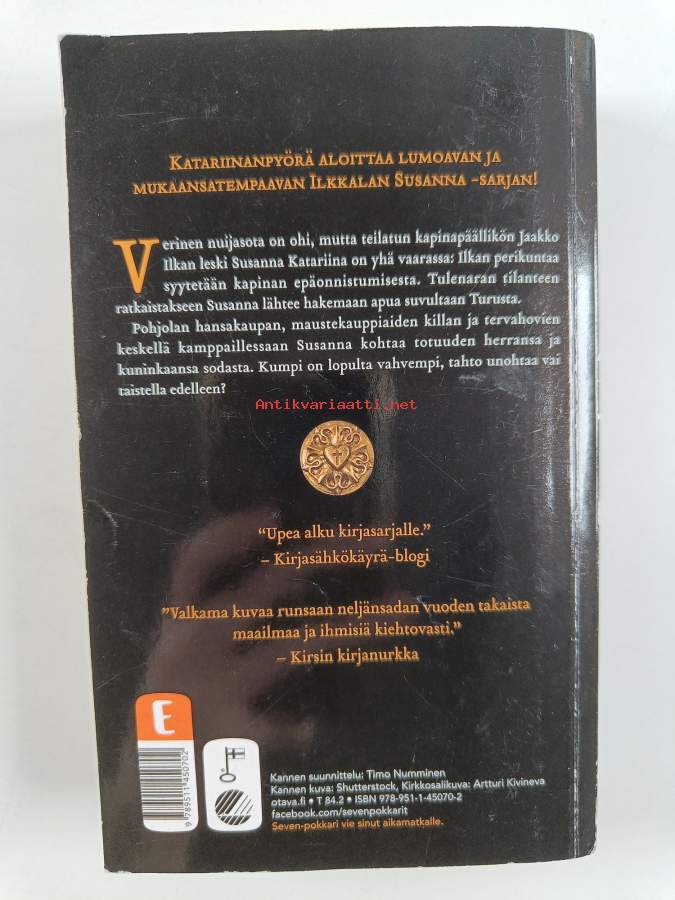 KATARIINANPYÖRÄ ALOITTAA LUMOAVAN JA
MUKAANSATEMPAAVAN ILKKALAN SUSANNA -SARJAN!
Verinen nuijasota on ohi, mutta teilatun kapinapäällikön Jaakko
Ilkan leski Susanna Katariina on yhä vaarassa: Ilkan perikuntaa
syytetään kapinan epäonnistumisesta. Tulenaran tilanteen
ratkaistakseen Susanna lähtee hakemaan apua suvultaan Turusta.
Pohjolan hansakaupan, maustekauppiaiden killan ja tervahovien
keskellä kamppaillessaan Susanna kohtaa totuuden herransa ja
kuninkaansa sodasta. Kumpi on lopulta vahvempi, tahto unohtaa vai
taistella edelleen?
Antikvariaatti.net
“Upea alku kirjasarjalle.”
– Kirjasähkökäyrä-blogi
”Valkama kuvaa runsaan neljänsadan vuoden takaista
maailmaa ja ihmisiä kiehtovasti.”
– Kirsin kirjanurkka
E
9 789511 450702
Kannen suunnittelu: Timo Numminen
Kannen kuva: Shutterstock, Kirkkosalikuva: Artturi Kivineva
otava.fi • T 84.2 • ISBN 978-951-1-45070-2
facebook.com/sevenpokkarit
Seven-pokkari vie sinut aikamatkalle.